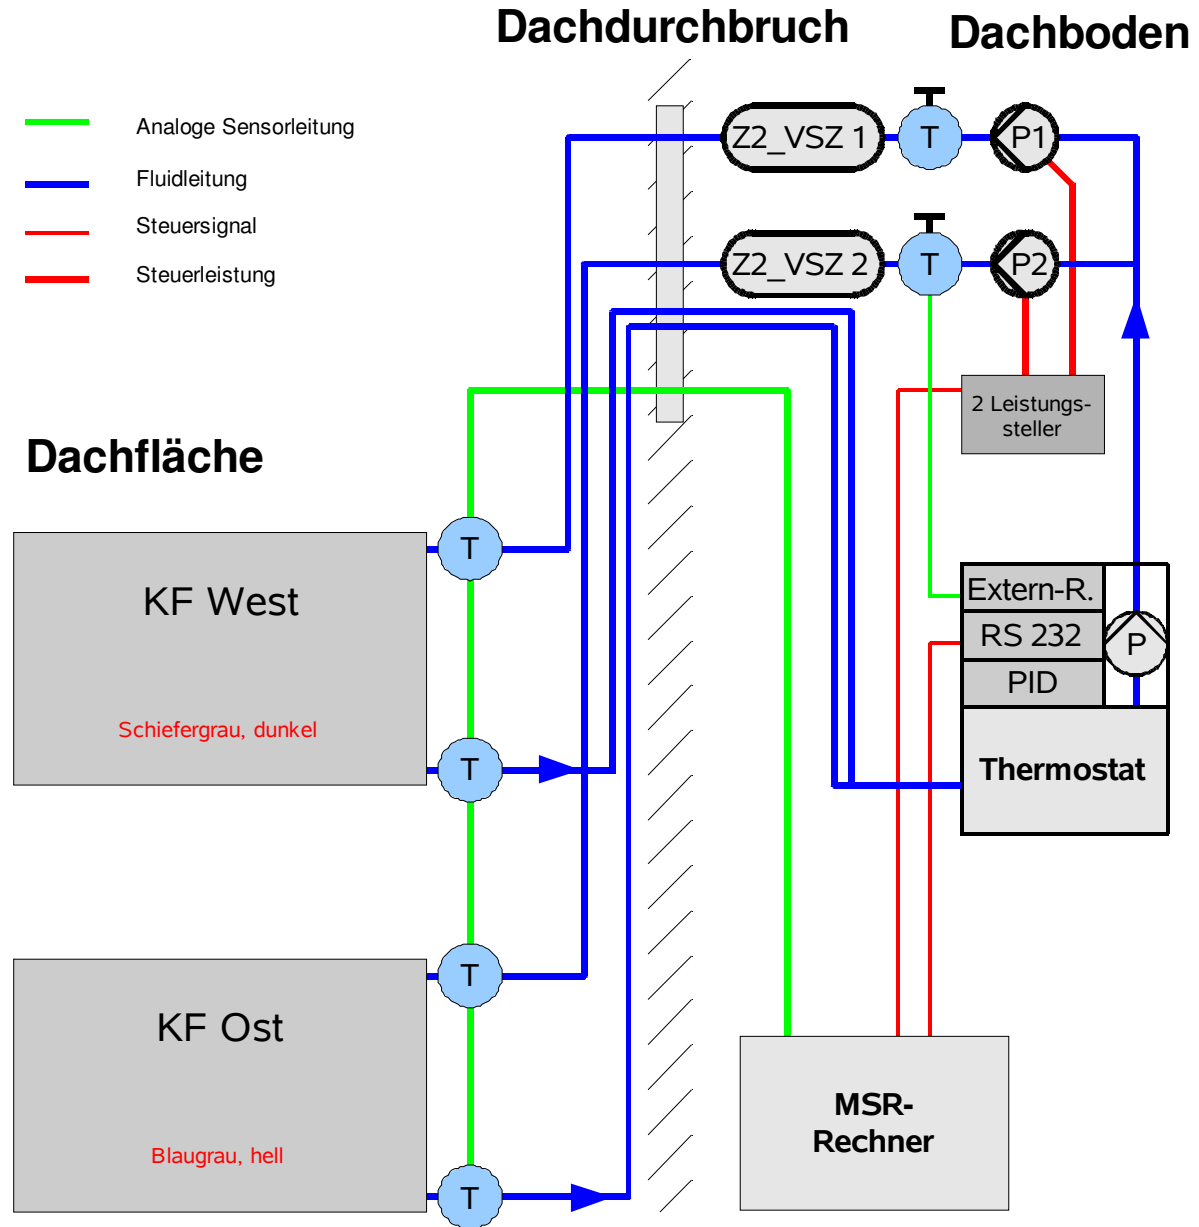 Dachdurchbruch
Dachboden
Analoge Sensorleitung
Fluidleitung
Steuersignal
Steuerleistung
Z2_VSZ 1
T
P1
Z2_VSZ 2
T
P2
2 Leistungs-
steller
Dachfläche
KF West
Schiefergrau, dunkel
T
T
Extern-R.
RS 232
PID
P
Thermostat
KF Ost
Blaugrau, hell
T
T
MSR-
Rechner